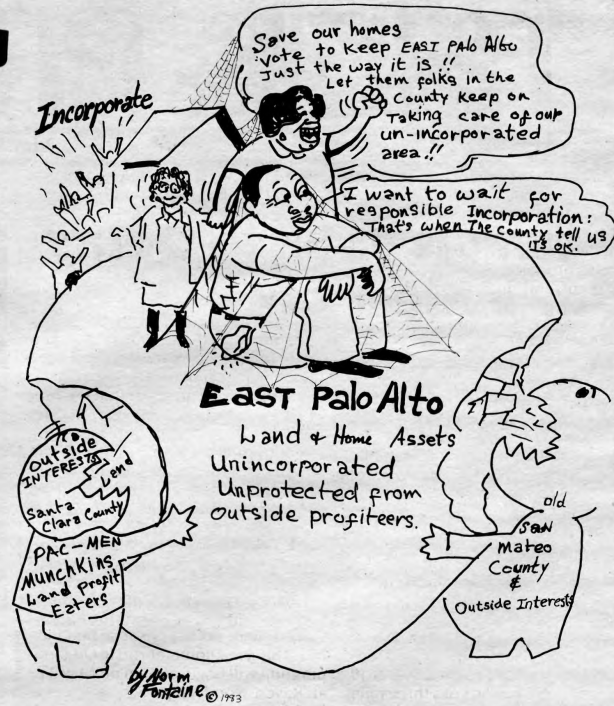 Save our homes
Vote to Keep EAST Palo Alto
Just the way it is!!
Let them folks in the
County Keep on
Taking care of our
un-incorporated
area!!
Incorporate
I want to wait for
responsible Incorporation:
That's when The County tell us
ITS OK.
EAST Palo Alto
Land & Home Assets
Unincorporated
Unprotected from
Outside profiteers.
Outside
INTERESTS
Land
Santa
Clara County
PAC-MEN
Munchkins
Land Profit
Eaters
old
San
Mateo
County
&
Outside Interests
by Norm
Fontaine © 1983